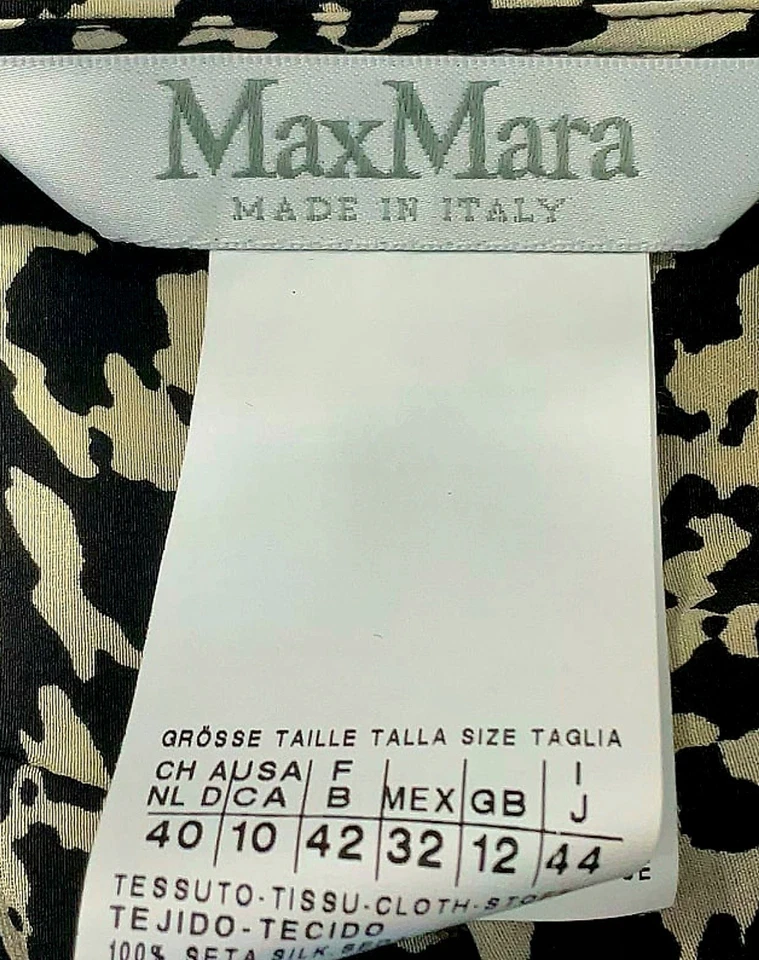 MaxMara
MADE IN ITALY
GRÖSSE TAILLE TALLA SIZE TAGLIA
CH A USA F I
NL D CA B MEX GB J
40 10 42 32 12 44
TESSUTO-TISSU-CLOTH-
TEJIDO-TECIDO
100% SETA SILK